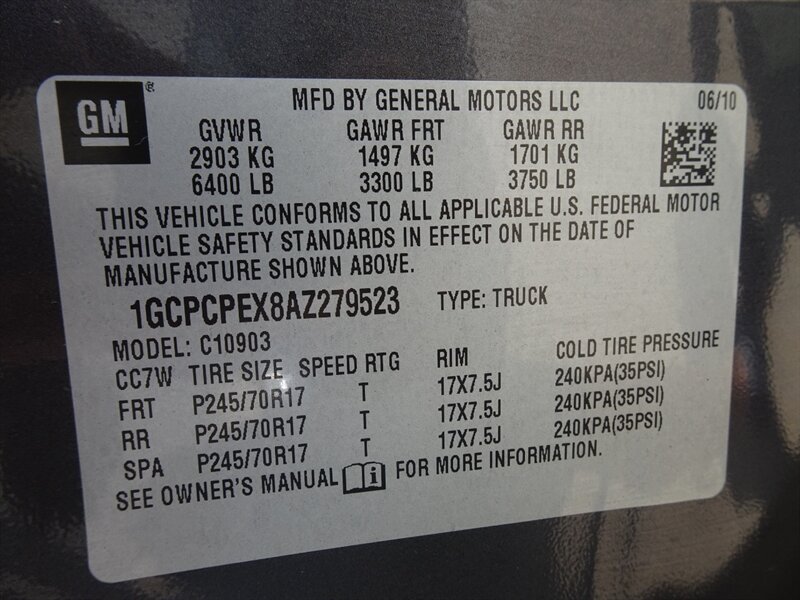 GM ® MFD BY GENERAL MOTORS LLC 06/10
GVWR GAWR FRT GAWR RR
2903 KG 1497 KG 1701 KG
6400 LB 3300 LB 3750 LB
THIS VEHICLE CONFORMS TO ALL APPLICABLE U.S. FEDERAL MOTOR
VEHICLE SAFETY STANDARDS IN EFFECT ON THE DATE OF
MANUFACTURE SHOWN ABOVE.
1GCPCPEX8AZ279523 TYPE: TRUCK
MODEL: C10903
CC7W TIRE SIZE SPEED RTG RIM COLD TIRE PRESSURE
FRT P245/70R17 T 17X7.5J 240KPA(35PSI)
RR P245/70R17 T 17X7.5J 240KPA(35PSI)
SPA P245/70R17 T 17X7.5J 240KPA(35PSI)
SEE OWNER'S MANUAL i FOR MORE INFORMATION.